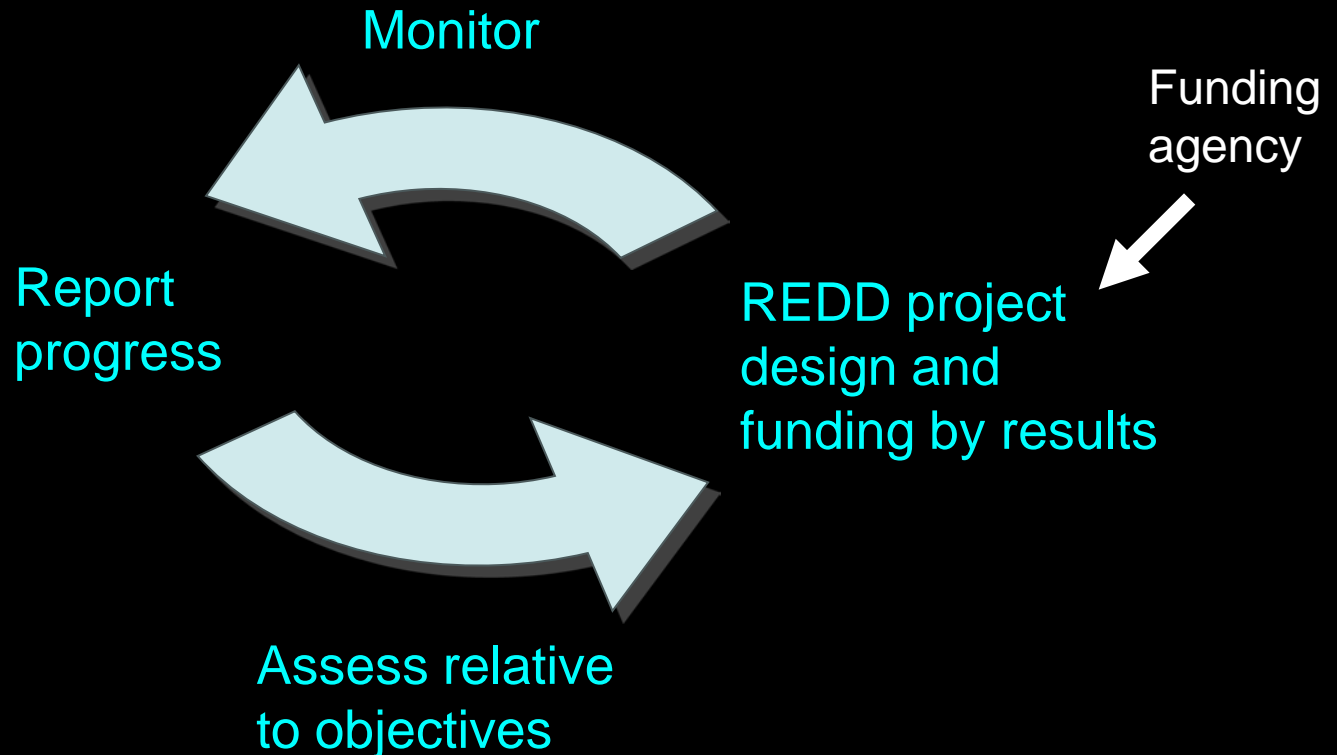 Monitor
Funding
agency
Report
progress
REDD project
design and
funding by results
Assess relative
to objectives